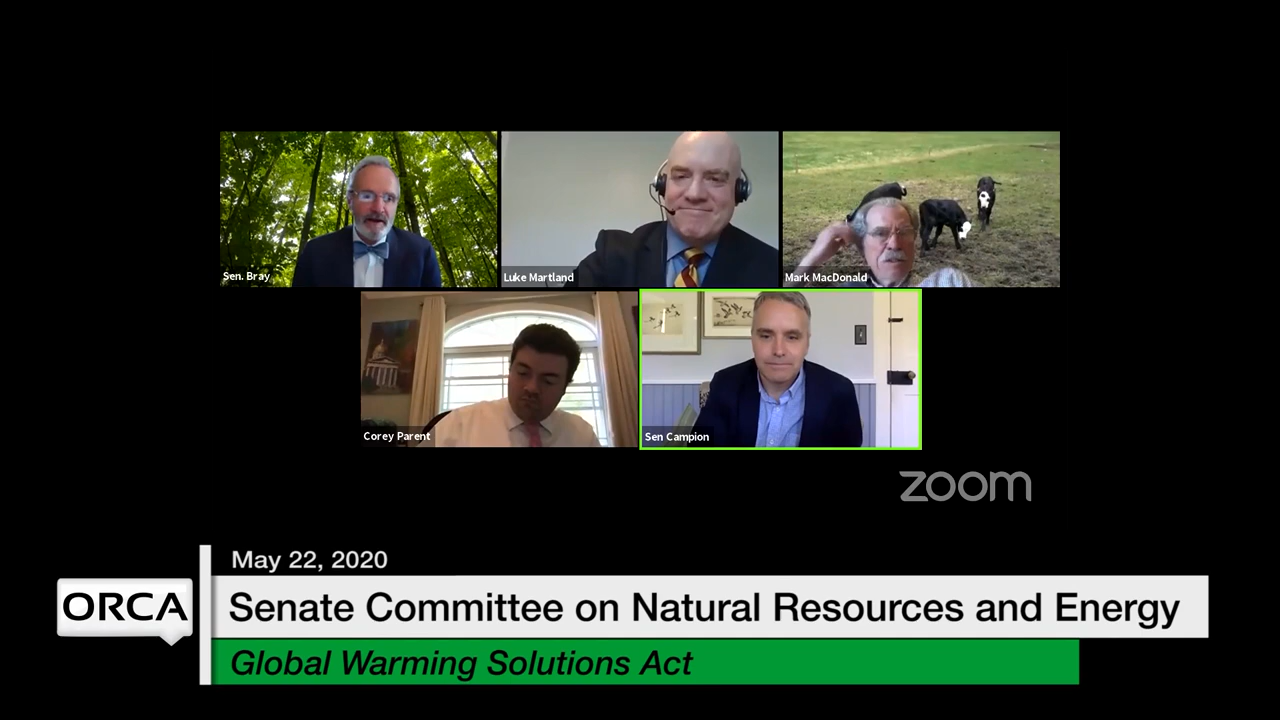 Sen. Bray
Luke Martland
Mark MacDonald
Corey Parent
Sen Campion
zoom
May 22, 2020
ORCA
Senate Committee on Natural Resources and Energy
Global Warming Solutions Act